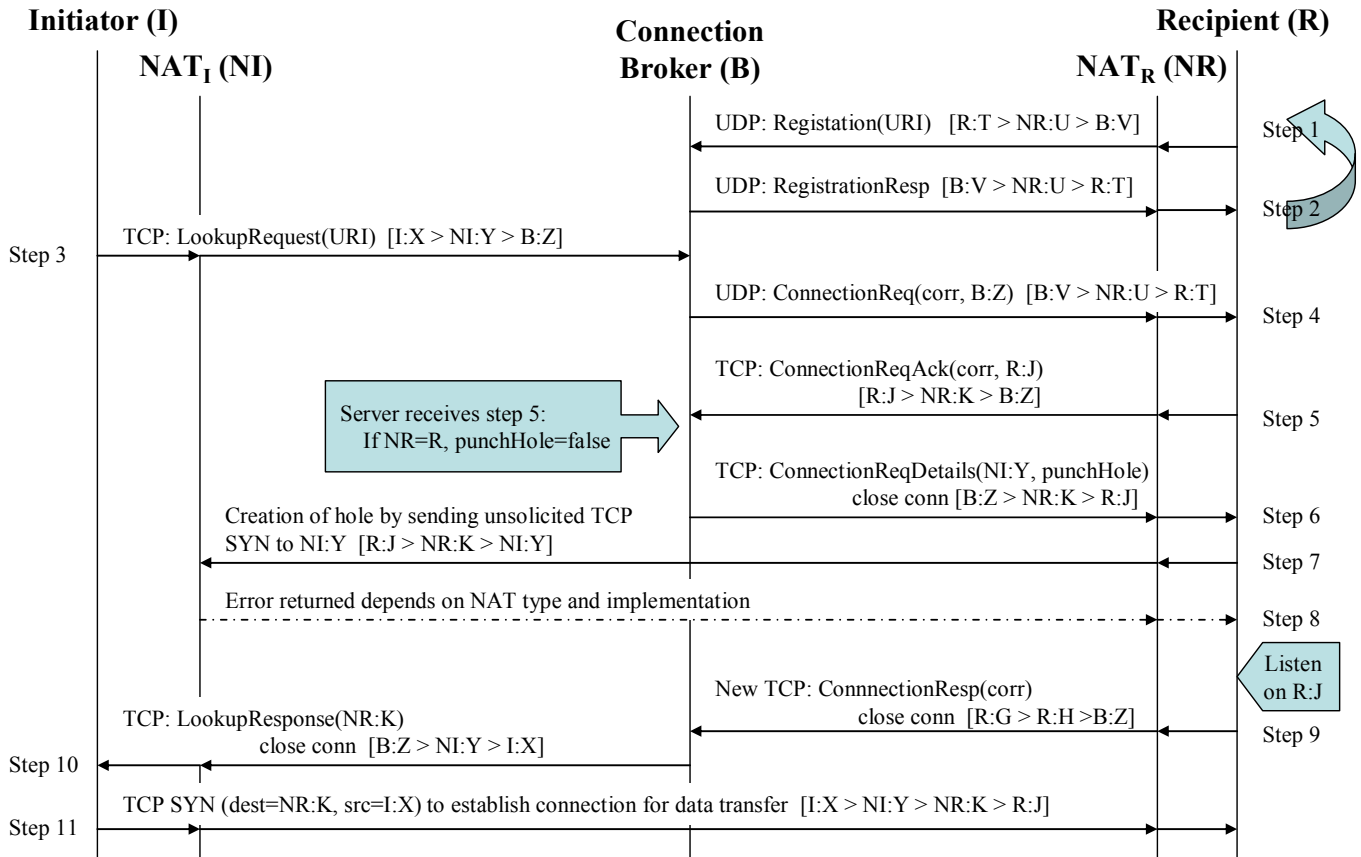 Initiator (I)
Recipient (R)
Connection
Broker (B)
NAT_I (NI)
NAT_R (NR)
UDP: Registation(URI) [R:T > NR:U > B:V]
Step 1
UDP: RegistrationResp [B:V > NR:U > R:T]
Step 2
TCP: LookupRequest(URI) [I:X > NI:Y > B:Z]
Step 3
UDP: ConnectionReq(corr, B:Z) [B:V > NR:U > R:T]
Step 4
TCP: ConnectionReqAck(corr, R:J)
[R:J > NR:K > B:Z]
Step 5
Server receives step 5:
If NR=R, punchHole=false
TCP: ConnectionReqDetails(NI:Y, punchHole)
close conn [B:Z > NR:K > R:J]
Step 6
Creation of hole by sending unsolicited TCP
SYN to NI:Y [R:J > NR:K > NI:Y]
Step 7
Error returned depends on NAT type and implementation
Step 8
Listen
on R:J
New TCP: ConnnectionResp(corr)
close conn [R:G > R:H >B:Z]
Step 9
TCP: LookupResponse(NR:K)
close conn [B:Z > NI:Y > I:X]
Step 10
TCP SYN (dest=NR:K, src=I:X) to establish connection for data transfer [I:X > NI:Y > NR:K > R:J]
Step 11